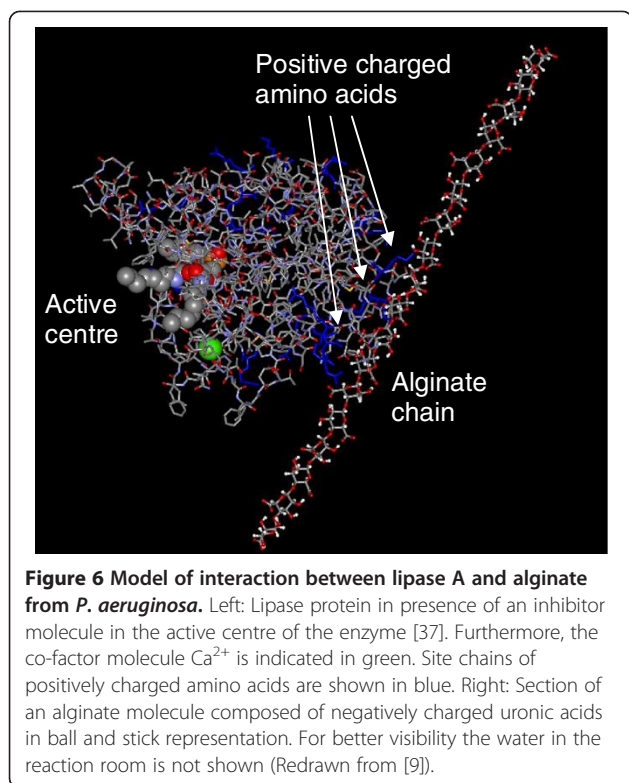 Positive charged
amino acids
Active
centre
Alginate
chain
Figure 6 Model of interaction between lipase A and alginate
from P. aeruginosa. Left: Lipase protein in presence of an inhibitor
molecule in the active centre of the enzyme [37]. Furthermore, the
co-factor molecule Ca²⁺ is indicated in green. Site chains of
positively charged amino acids are shown in blue. Right: Section of
an alginate molecule composed of negatively charged uronic acids
in ball and stick representation. For better visibility the water in the
reaction room is not shown (Redrawn from [9]).